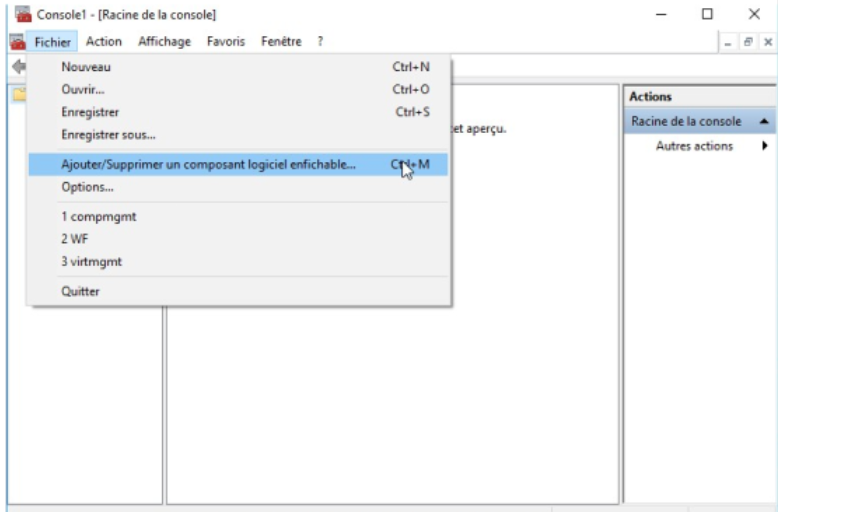 Console1 - [Racine de la console]
Fichier Action Affichage Favoris Fenêtre ?
Nouveau Ctrl+N
Ouvrir... Ctrl+O
Enregistrer Ctrl+S
Enregistrer sous...
Ajouter/Supprimer un composant logiciel enfichable... Ctrl+M
Options...
1 compmgmt
2 WF
3 virtmgmt
Quitter
cet aperçu.
Actions
Racine de la console
Autres actions